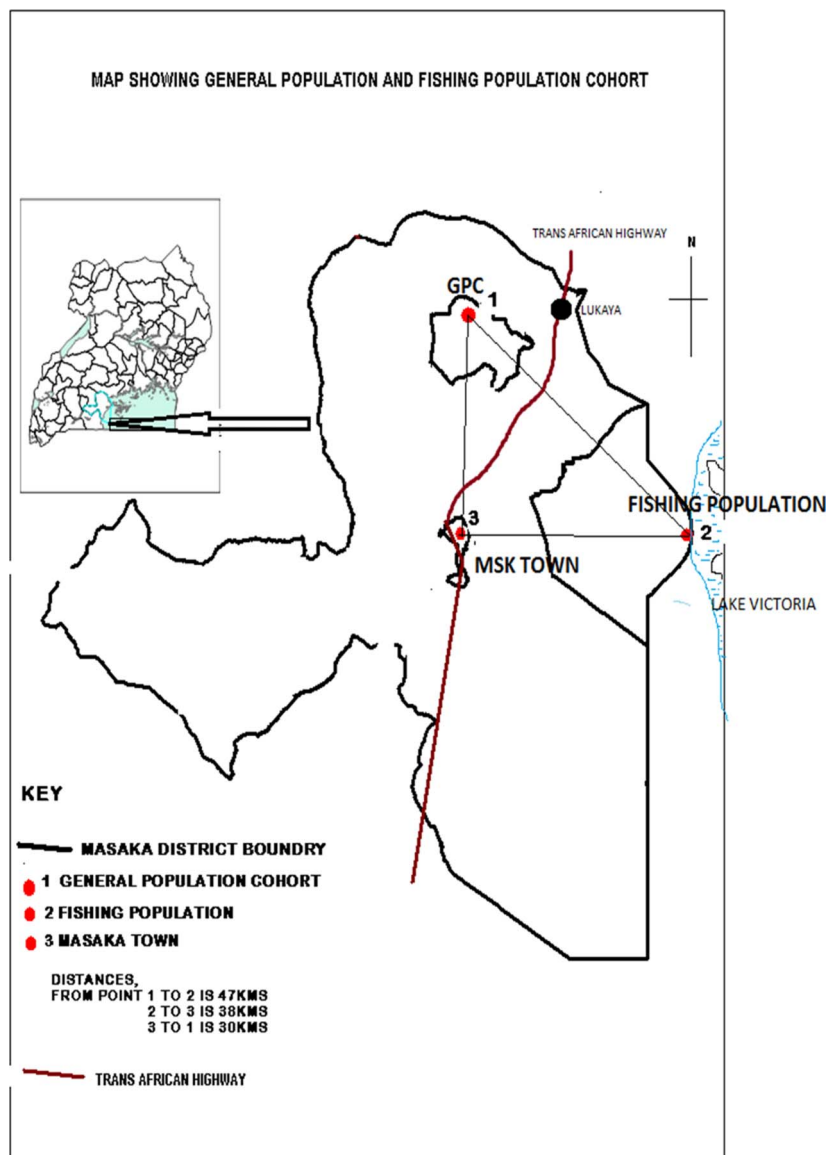 MAP SHOWING GENERAL POPULATION AND FISHING POPULATION COHORT
TRANS AFRICAN HIGHWAY
N
GPC
1
LUKAYA
FISHING POPULATION
3
2
MSK TOWN
LAKE VICTORIA
KEY
MASAKA DISTRICT BOUNDRY
1 GENERAL POPULATION COHORT
2 FISHING POPULATION
3 MASAKA TOWN
DISTANCES,
FROM POINT 1 TO 2 IS 47KMS
2 TO 3 IS 38KMS
3 TO 1 IS 30KMS
TRANS AFRICAN HIGHWAY